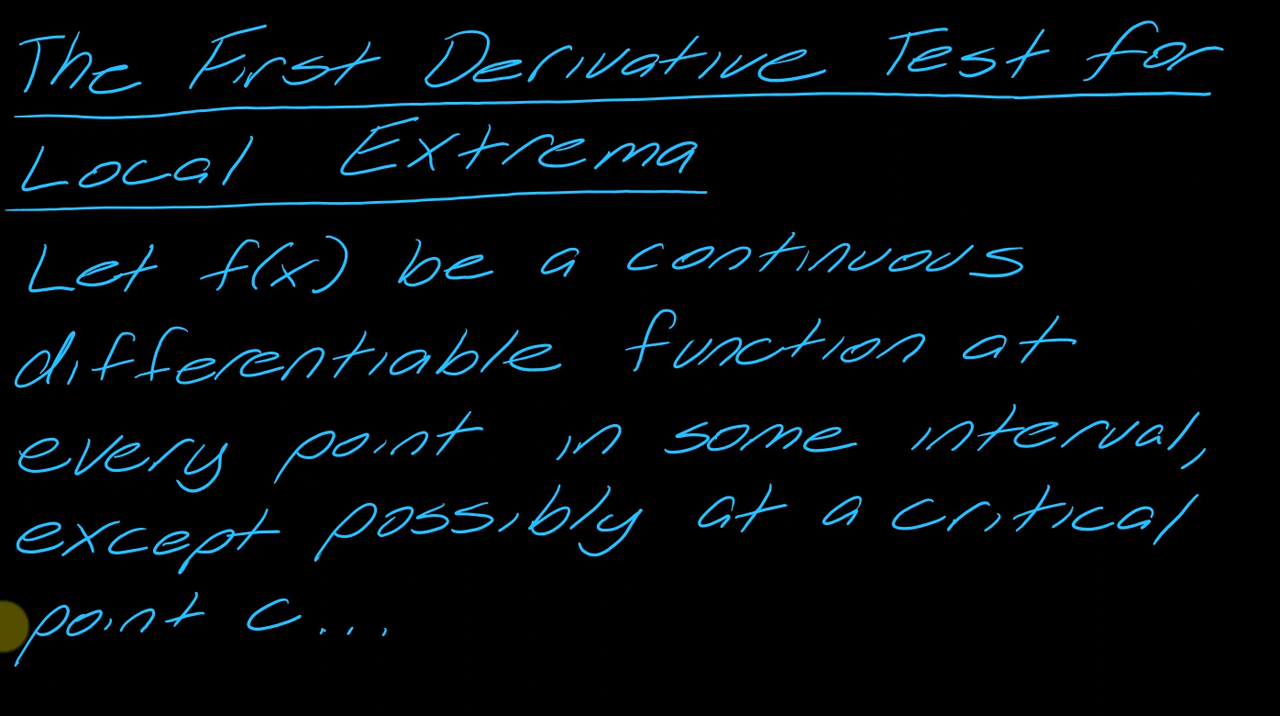 The First Derivative Test for
Local Extrema
Let f(x) be a continuous
differentiable function at
every point in some interval,
except possibly at a critical
point c...